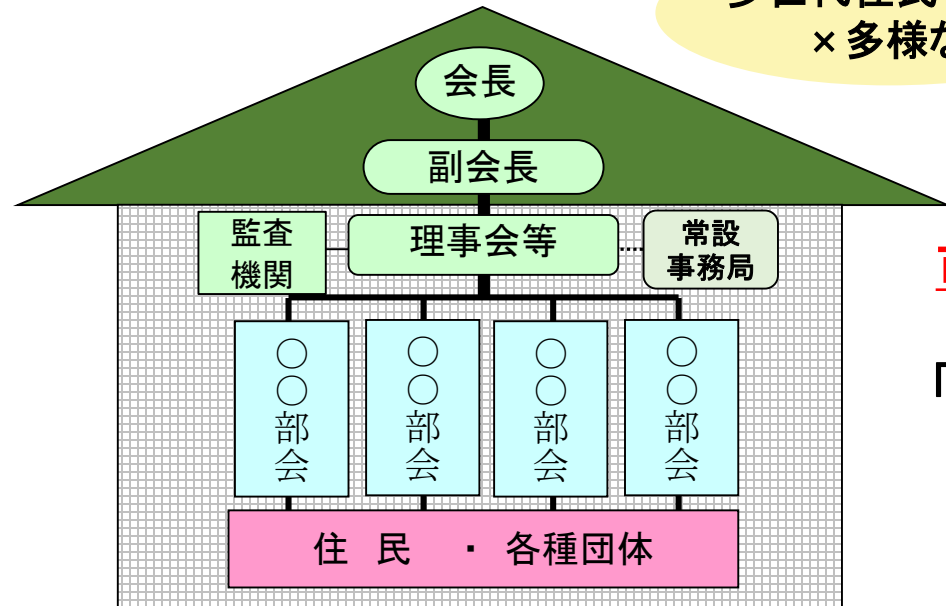 ×多様な
会長
副会長
監査
機関
理事会等
常設
事務局
○○部会
○○部会
○○部会
○○部会
住 民 ・ 各種団体
「